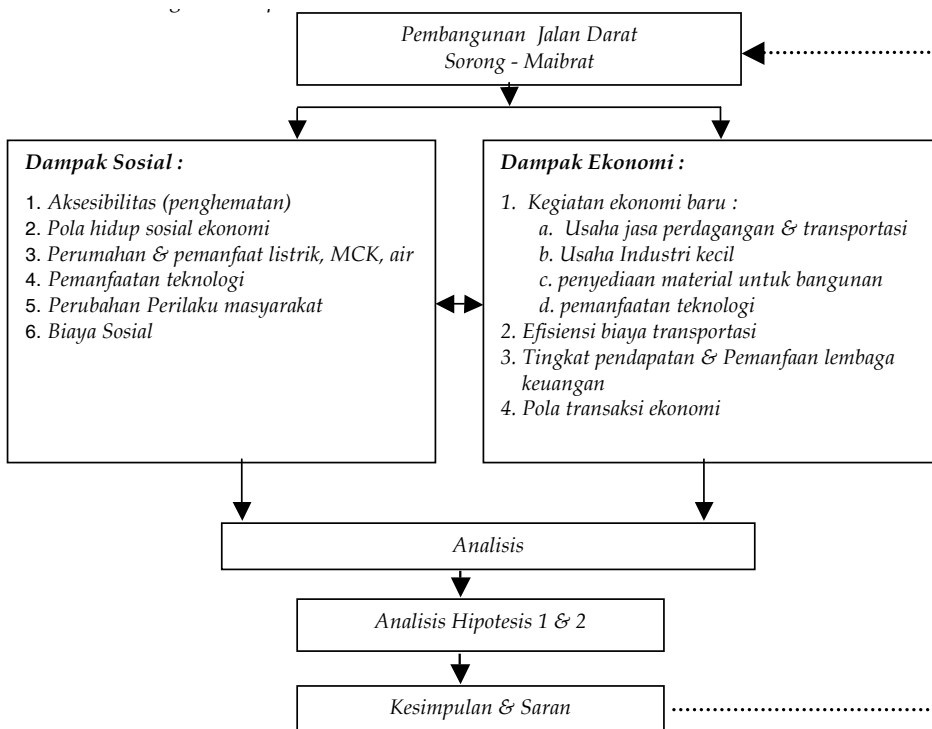 Pembangunan Jalan Darat
Sorong - Maibrat
Dampak Sosial :
1. Aksesibilitas (penghematan)
2. Pola hidup sosial ekonomi
3. Perumahan & pemanfaat listrik, MCK, air
4. Pemanfaatan teknologi
5. Perubahan Perilaku masyarakat
6. Biaya Sosial
Dampak Ekonomi :
1. Kegiatan ekonomi baru :
a. Usaha jasa perdagangan & transportasi
b. Usaha Industri kecil
c. penyediaan material untuk bangunan
d. pemanfaatan teknologi
2. Efisiensi biaya transportasi
3. Tingkat pendapatan & Pemanfaan lembaga
keuangan
4. Pola transaksi ekonomi
Analisis
Analisis Hipotesis 1 & 2
Kesimpulan & Saran